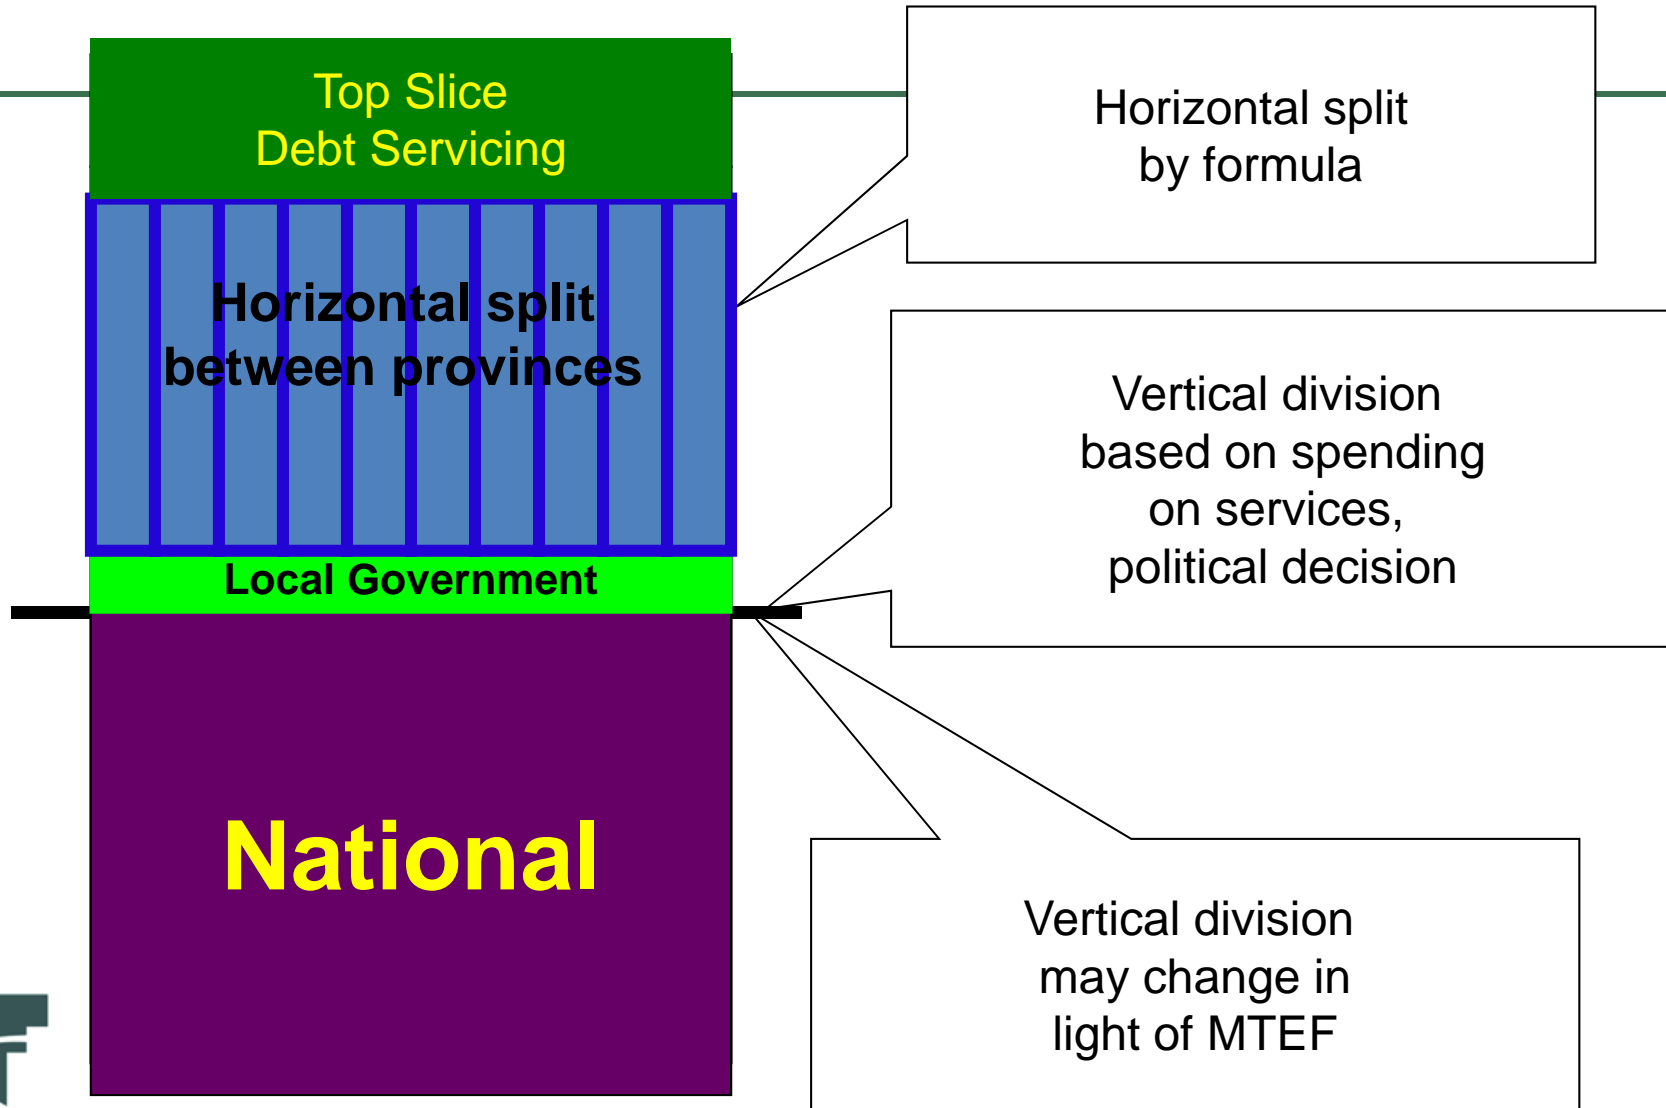 Top Slice
Debt Servicing
Horizontal split
between provinces
Local Government
National
Horizontal split
by formula
Vertical division
based on spending
on services,
political decision
Vertical division
may change in
light of MTEF